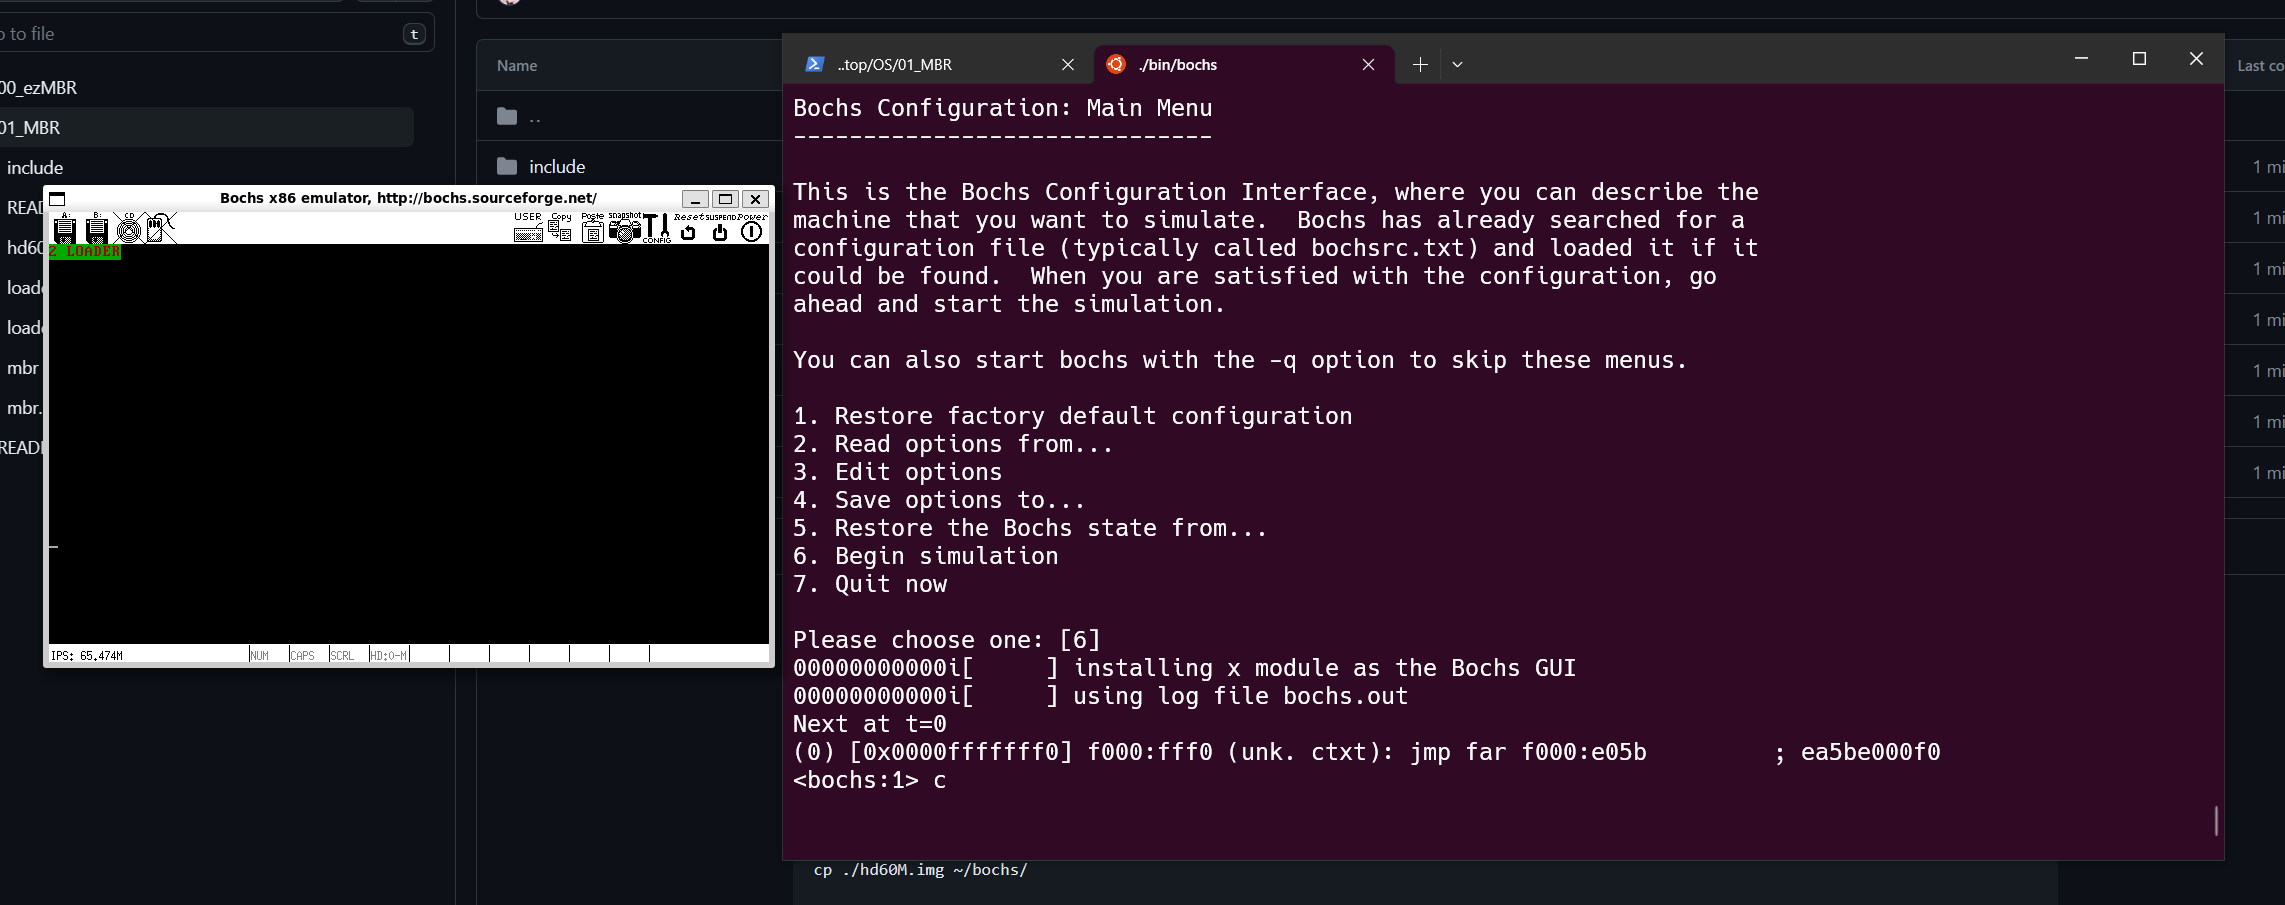 to file
t
00_ezMBR
01_MBR
include
hd60
mbr
mbr.
Name
..
include
Last co
1 mi
1 mi
1 mi
1 mi
1 mi
1 mi
1 mi
Bochs x86 emulator, http://bochs.sourceforge.net/
A:
B:
CD
USER
Copy
Paste
snapshot
CONFIG
Reset
SUSPEND
Power
2 LOADER
IPS: 65.474M
NUM
CAPS
SCRL
HD:0-M
..top/OS/01_MBR
./bin/bochs
Bochs Configuration: Main Menu
------------------------------
This is the Bochs Configuration Interface, where you can describe the
machine that you want to simulate.  Bochs has already searched for a
configuration file (typically called bochsrc.txt) and loaded it if it
could be found.  When you are satisfied with the configuration, go
ahead and start the simulation.
You can also start bochs with the -q option to skip these menus.
1. Restore factory default configuration
2. Read options from...
3. Edit options
4. Save options to...
5. Restore the Bochs state from...
6. Begin simulation
7. Quit now
Please choose one: [6]
00000000000i[     ] installing x module as the Bochs GUI
00000000000i[     ] using log file bochs.out
Next at t=0
(0) [0x0000fffffff0] f000:fff0 (unk. ctxt): jmp far f000:e05b         ; ea5be000f0
<bochs:1> c
cp ./hd60M.img ~/bochs/